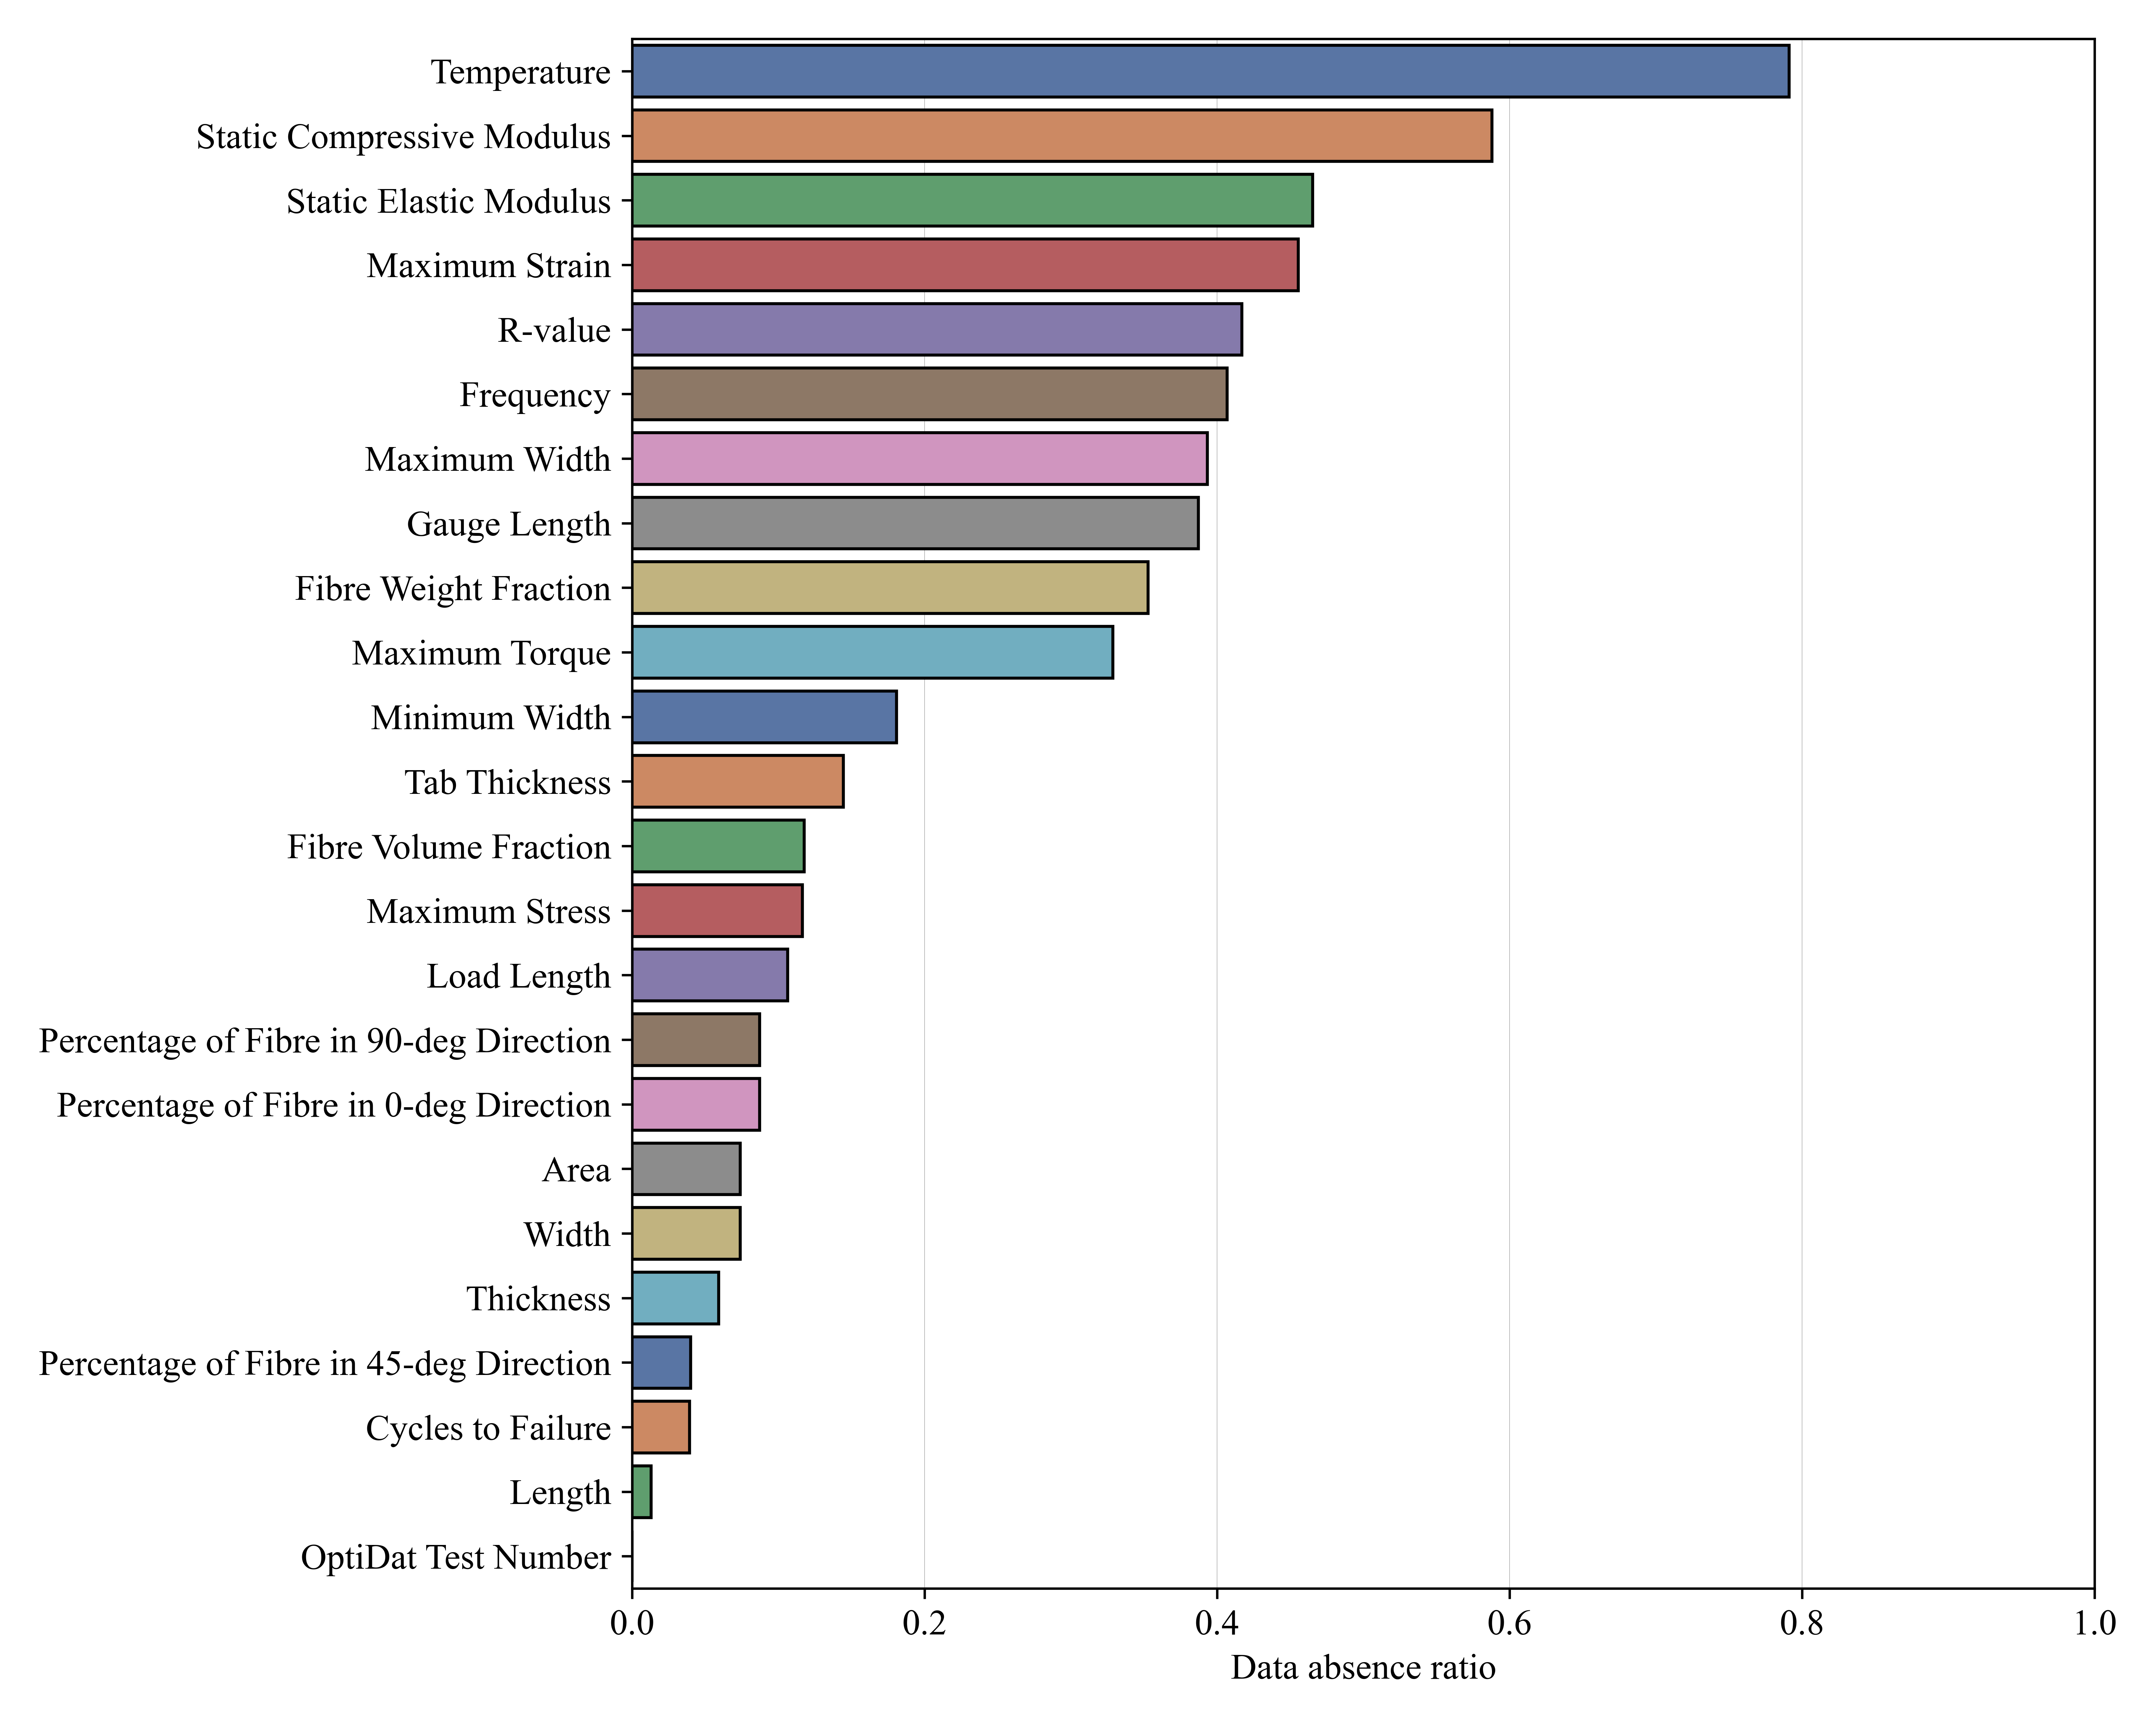 Temperature
Static Compressive Modulus
Static Elastic Modulus
Maximum Strain
R-value
Frequency
Maximum Width
Gauge Length
Fibre Weight Fraction
Maximum Torque
Minimum Width
Tab Thickness
Fibre Volume Fraction
Maximum Stress
Load Length
Percentage of Fibre in 90-deg Direction
Percentage of Fibre in 0-deg Direction
Area
Width
Thickness
Percentage of Fibre in 45-deg Direction
Cycles to Failure
Length
OptiDat Test Number
0.0 0.2 0.4 0.6 0.8 1.0
Data absence ratio